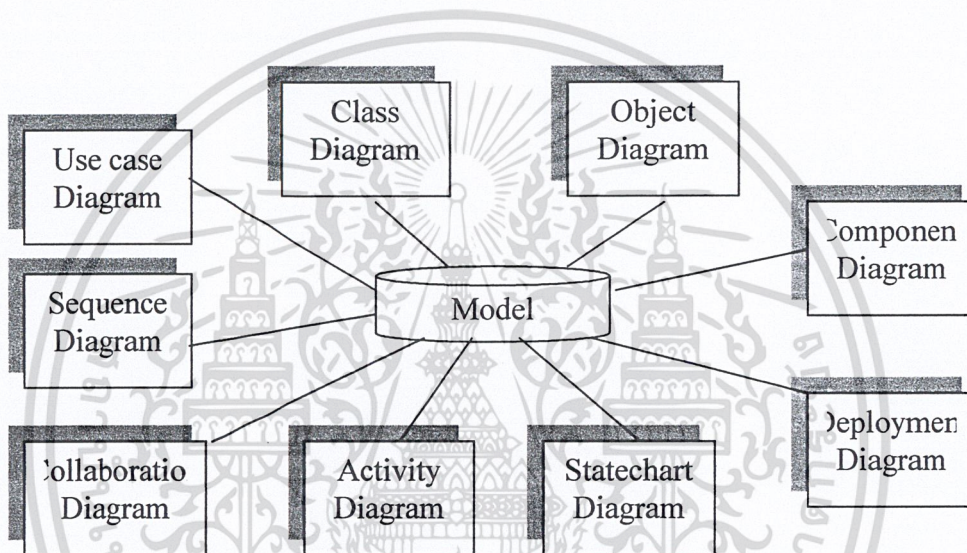 Class
Diagram
Object
Diagram
Use case
Diagram
Componen
Diagram
Sequence
Diagram
Model
Deploymen
Diagram
Collaboratio
Diagram
Activity
Diagram
Statechart
Diagram